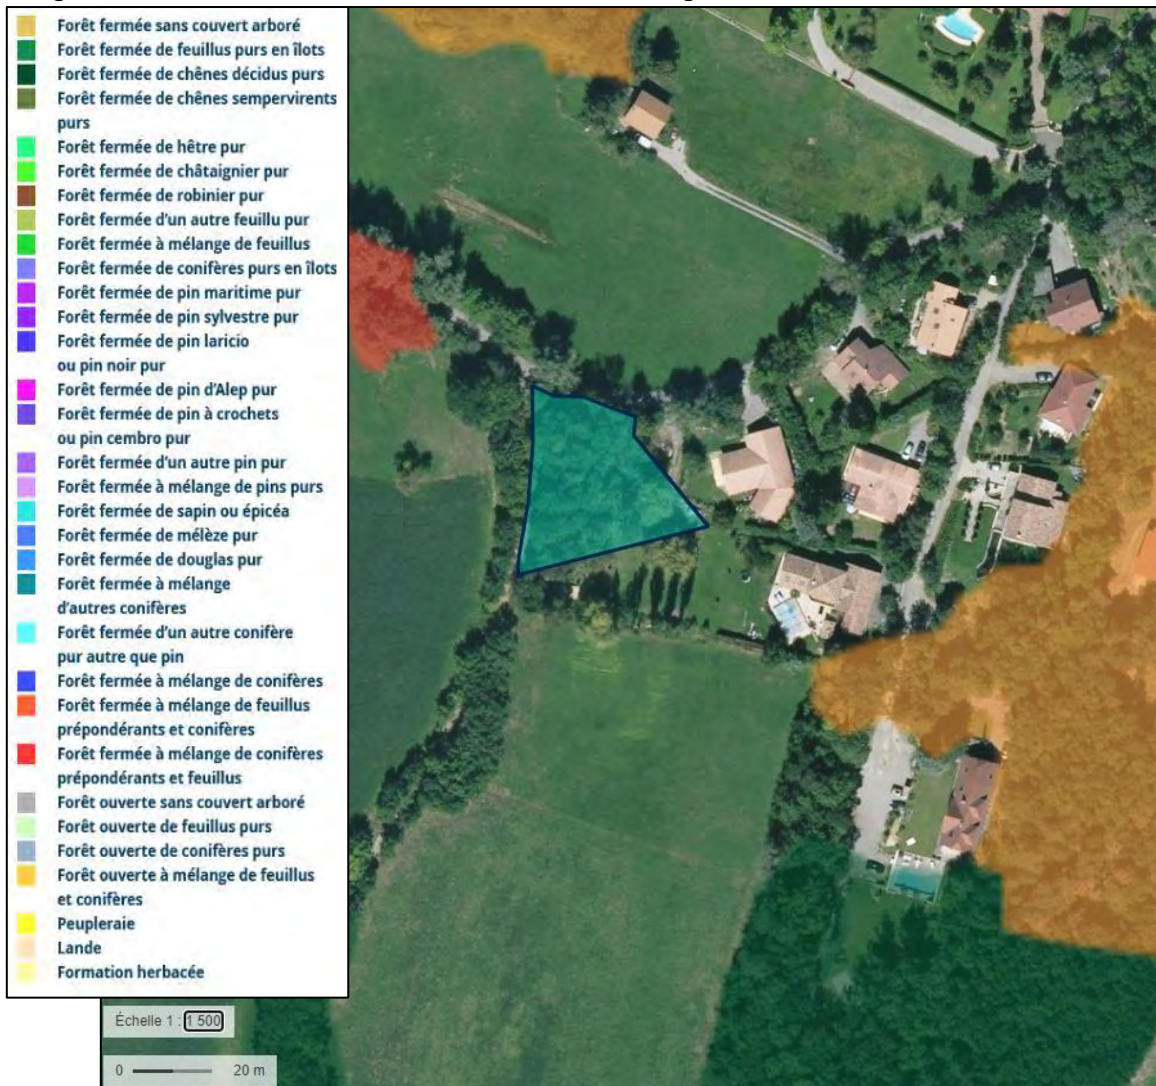 Forêt fermée sans couvert arboré
Forêt fermée de feuillus purs en îlots
Forêt fermée de chênes décidus purs
Forêt fermée de chênes sempervirents
purs
Forêt fermée de hêtre pur
Forêt fermée de châtaignier pur
Forêt fermée de robinier pur
Forêt fermée d'un autre feuillu pur
Forêt fermée à mélange de feuillus
Forêt fermée de conifères purs en îlots
Forêt fermée de pin maritime pur
Forêt fermée de pin sylvestre pur
Forêt fermée de pin laricio
ou pin noir pur
Forêt fermée de pin d'Alep pur
Forêt fermée de pin à crochets
ou pin cembro pur
Forêt fermée d'un autre pin pur
Forêt fermée à mélange de pins purs
Forêt fermée de sapin ou épicéa
Forêt fermée de mélèze pur
Forêt fermée de douglas pur
Forêt fermée à mélange
d'autres conifères
Forêt fermée d'un autre conifère
pur autre que pin
Forêt fermée à mélange de conifères
Forêt fermée à mélange de feuillus
prépondérants et conifères
Forêt fermée à mélange de conifères
prépondérants et feuillus
Forêt ouverte sans couvert arboré
Forêt ouverte de feuillus purs
Forêt ouverte de conifères purs
Forêt ouverte à mélange de feuillus
et conifères
Peupleraie
Lande
Formation herbacée
Échelle 1 : 1 500
0 20 m